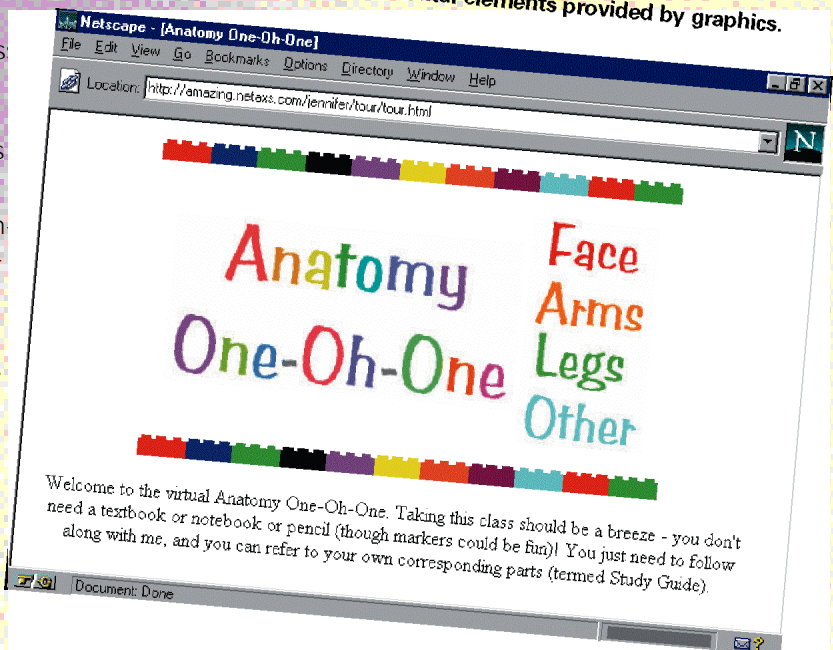 elements provided by graphics.
Netscape - [Anatomy One-Oh-One]
File Edit View Go Bookmarks Options Directory Window Help
Location: http://amazing.netaxs.com/jennifer/tour/tour.html
N
Anatomy
One-Oh-One
Face
Arms
Legs
Other
Welcome to the virtual Anatomy One-Oh-One. Taking this class should be a breeze - you don't
need a textbook or notebook or pencil (though markers could be fun)! You just need to follow
along with me, and you can refer to your own corresponding parts (termed Study Guide).
Document: Done